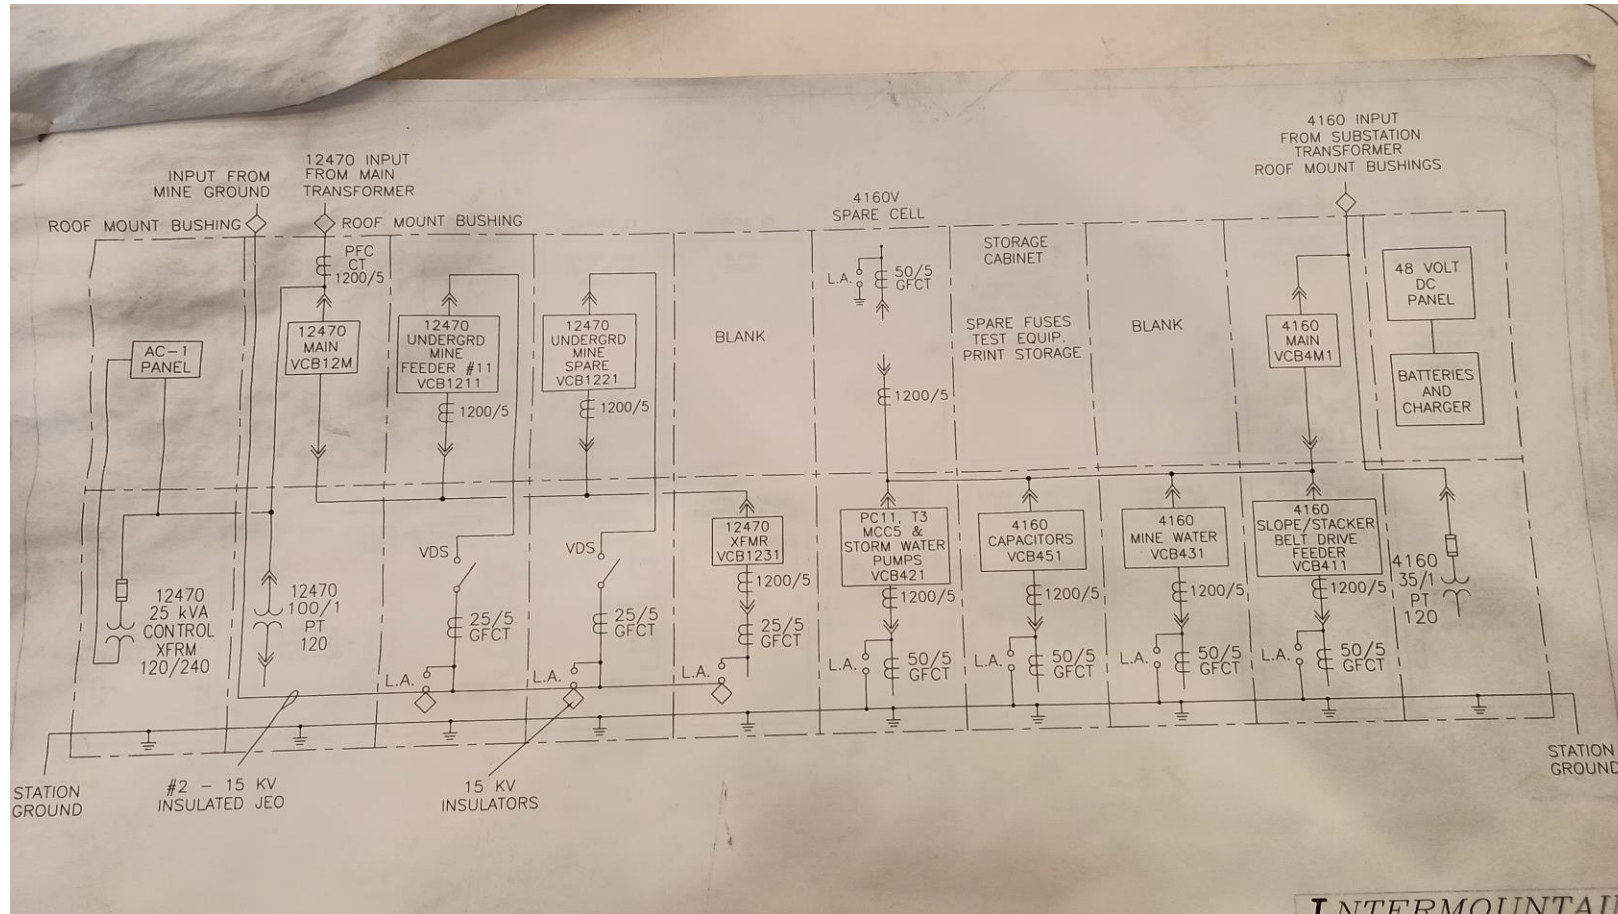 4160 INPUT
FROM SUBSTATION
TRANSFORMER
ROOF MOUNT BUSHINGS
12470 INPUT
FROM MAIN
TRANSFORMER
INPUT FROM
MINE GROUND
4160V
SPARE CELL
ROOF MOUNT BUSHING
ROOF MOUNT BUSHING
PFC
CT
1200/5
L.A.
50/5
GFCT
STORAGE
CABINET
48 VOLT
DC
PANEL
AC-1
PANEL
12470
MAIN
VCB12M
12470
UNDERGRD
MINE
FEEDER #11
VCB1211
12470
UNDERGRD
MINE
SPARE
VCB1221
BLANK
SPARE FUSES
TEST EQUIP.
PRINT STORAGE
BLANK
4160
MAIN
VCB4M1
BATTERIES
AND
CHARGER
1200/5
1200/5
1200/5
12470
XFMR
VCB1231
PC11, T3
MCC5 &
STORM WATER
PUMPS
VCB421
4160
CAPACITORS
VCB451
4160
MINE WATER
VCB431
4160
SLOPE/STACKER
BELT DRIVE
FEEDER
VCB411
4160
35/1
PT
120
VDS
VDS
12470
25 kVA
CONTROL
XFRM
120/240
12470
100/1
PT
120
1200/5
1200/5
1200/5
1200/5
1200/5
25/5
GFCT
25/5
GFCT
25/5
GFCT
L.A.
L.A.
L.A.
L.A.
50/5
GFCT
L.A.
50/5
GFCT
L.A.
50/5
GFCT
L.A.
50/5
GFCT
STATION
GROUND
#2 - 15 KV
INSULATED JEO
15 KV
INSULATORS
STATION
GROUND